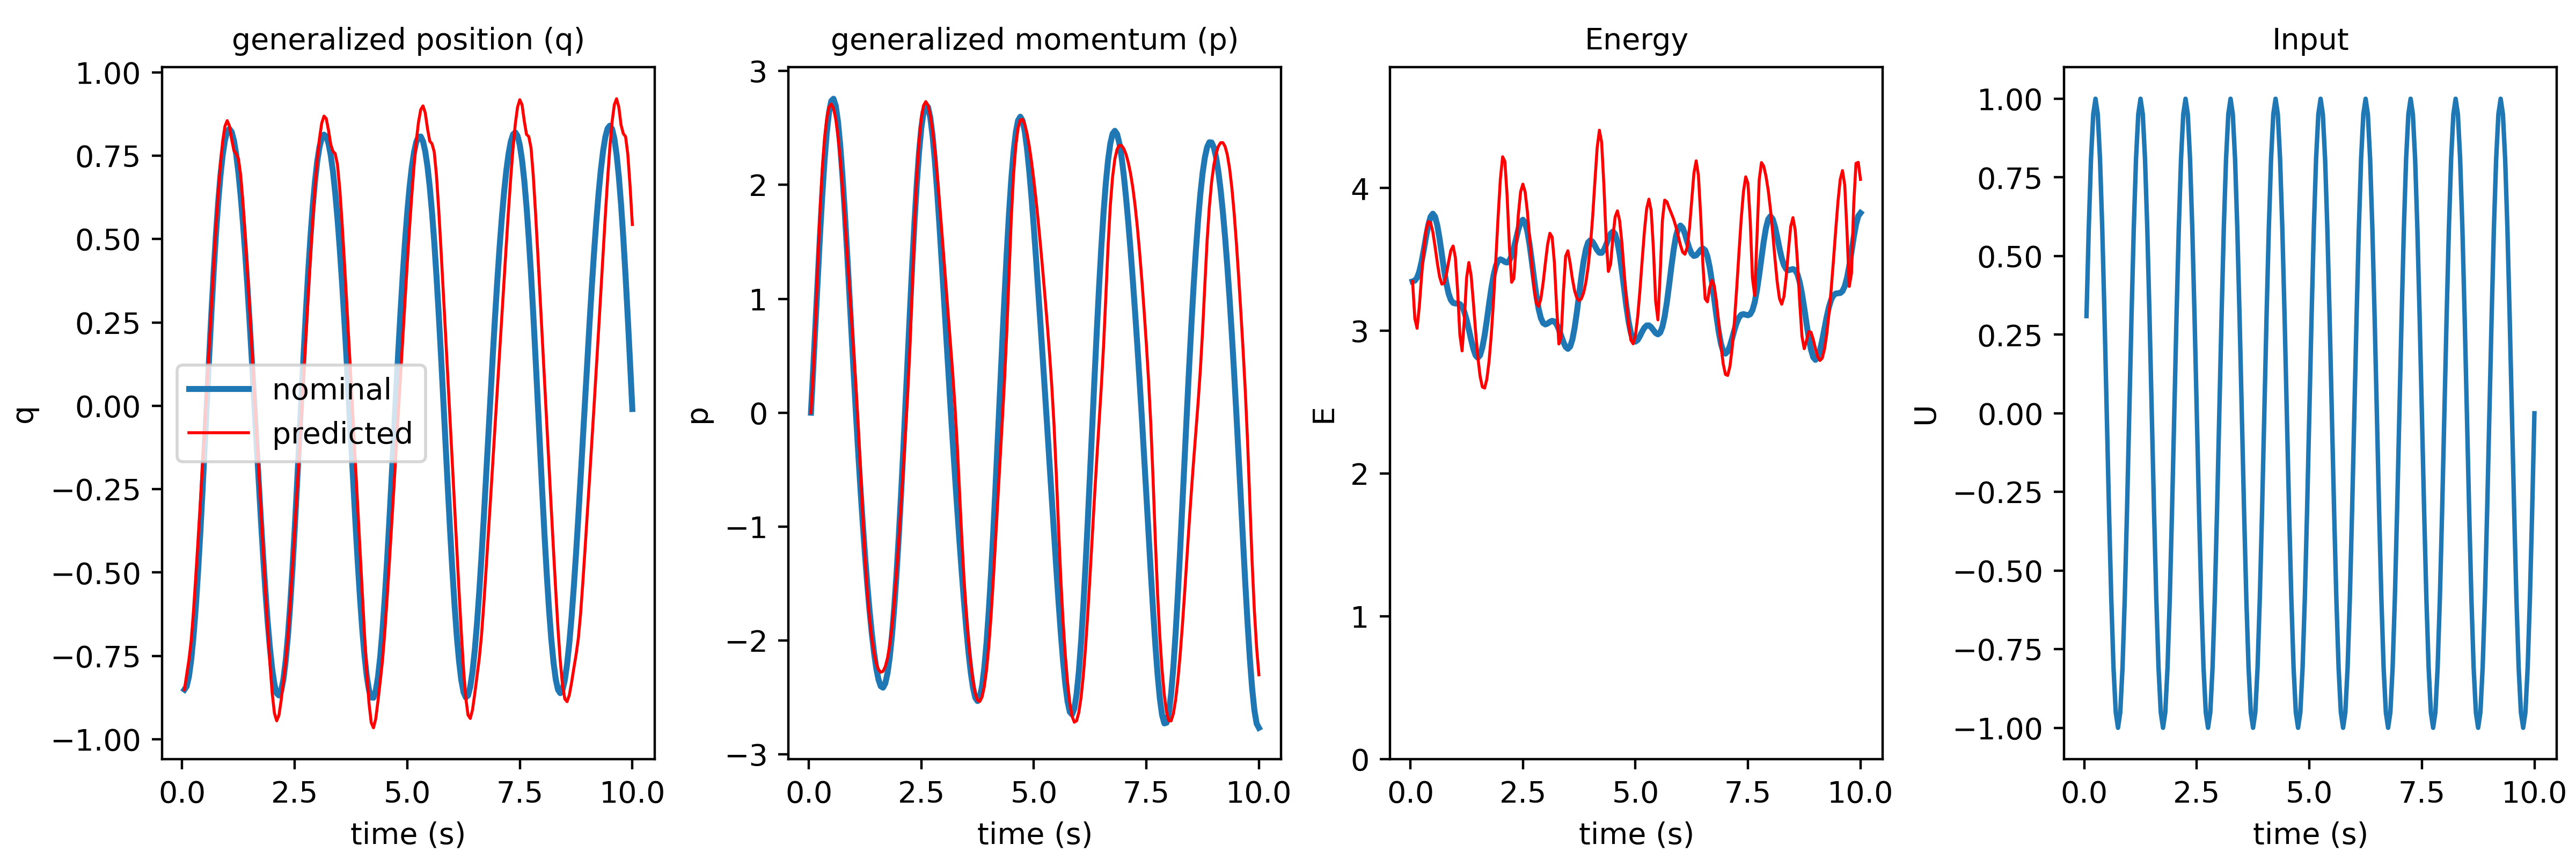 generalized position (q)
1.00
0.75
0.50
0.25
0.00
−0.25
−0.50
−0.75
−1.00
q
nominal
predicted
0.0 2.5 5.0 7.5 10.0
time (s)
generalized momentum (p)
3
2
1
0
−1
−2
−3
p
0.0 2.5 5.0 7.5 10.0
time (s)
Energy
4
3
2
1
0
E
0.0 2.5 5.0 7.5 10.0
time (s)
Input
1.00
0.75
0.50
0.25
0.00
−0.25
−0.50
−0.75
−1.00
U
0.0 2.5 5.0 7.5 10.0
time (s)